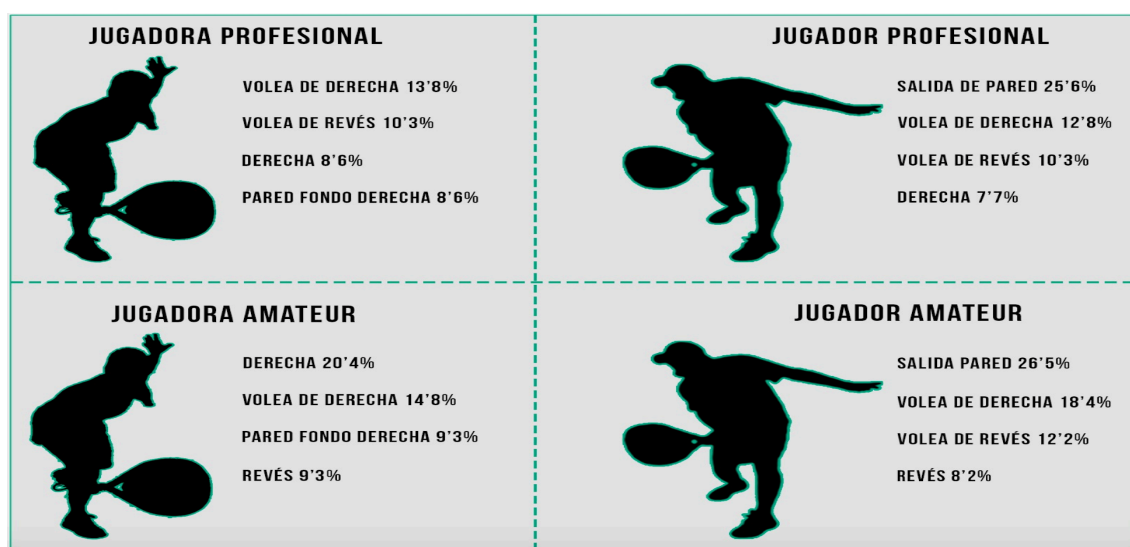 JUGADORA PROFESIONAL
VOLEA DE DERECHA 13'8%
VOLEA DE REVÉS 10'3%
DERECHA 8'6%
PARED FONDO DERECHA 8'6%
JUGADOR PROFESIONAL
SALIDA DE PARED 25'6%
VOLEA DE DERECHA 12'8%
VOLEA DE REVÉS 10'3%
DERECHA 7'7%
JUGADORA AMATEUR
DERECHA 20'4%
VOLEA DE DERECHA 14'8%
PARED FONDO DERECHA 9'3%
REVÉS 9'3%
JUGADOR AMATEUR
SALIDA PARED 26'5%
VOLEA DE DERECHA 18'4%
VOLEA DE REVÉS 12'2%
REVÉS 8'2%